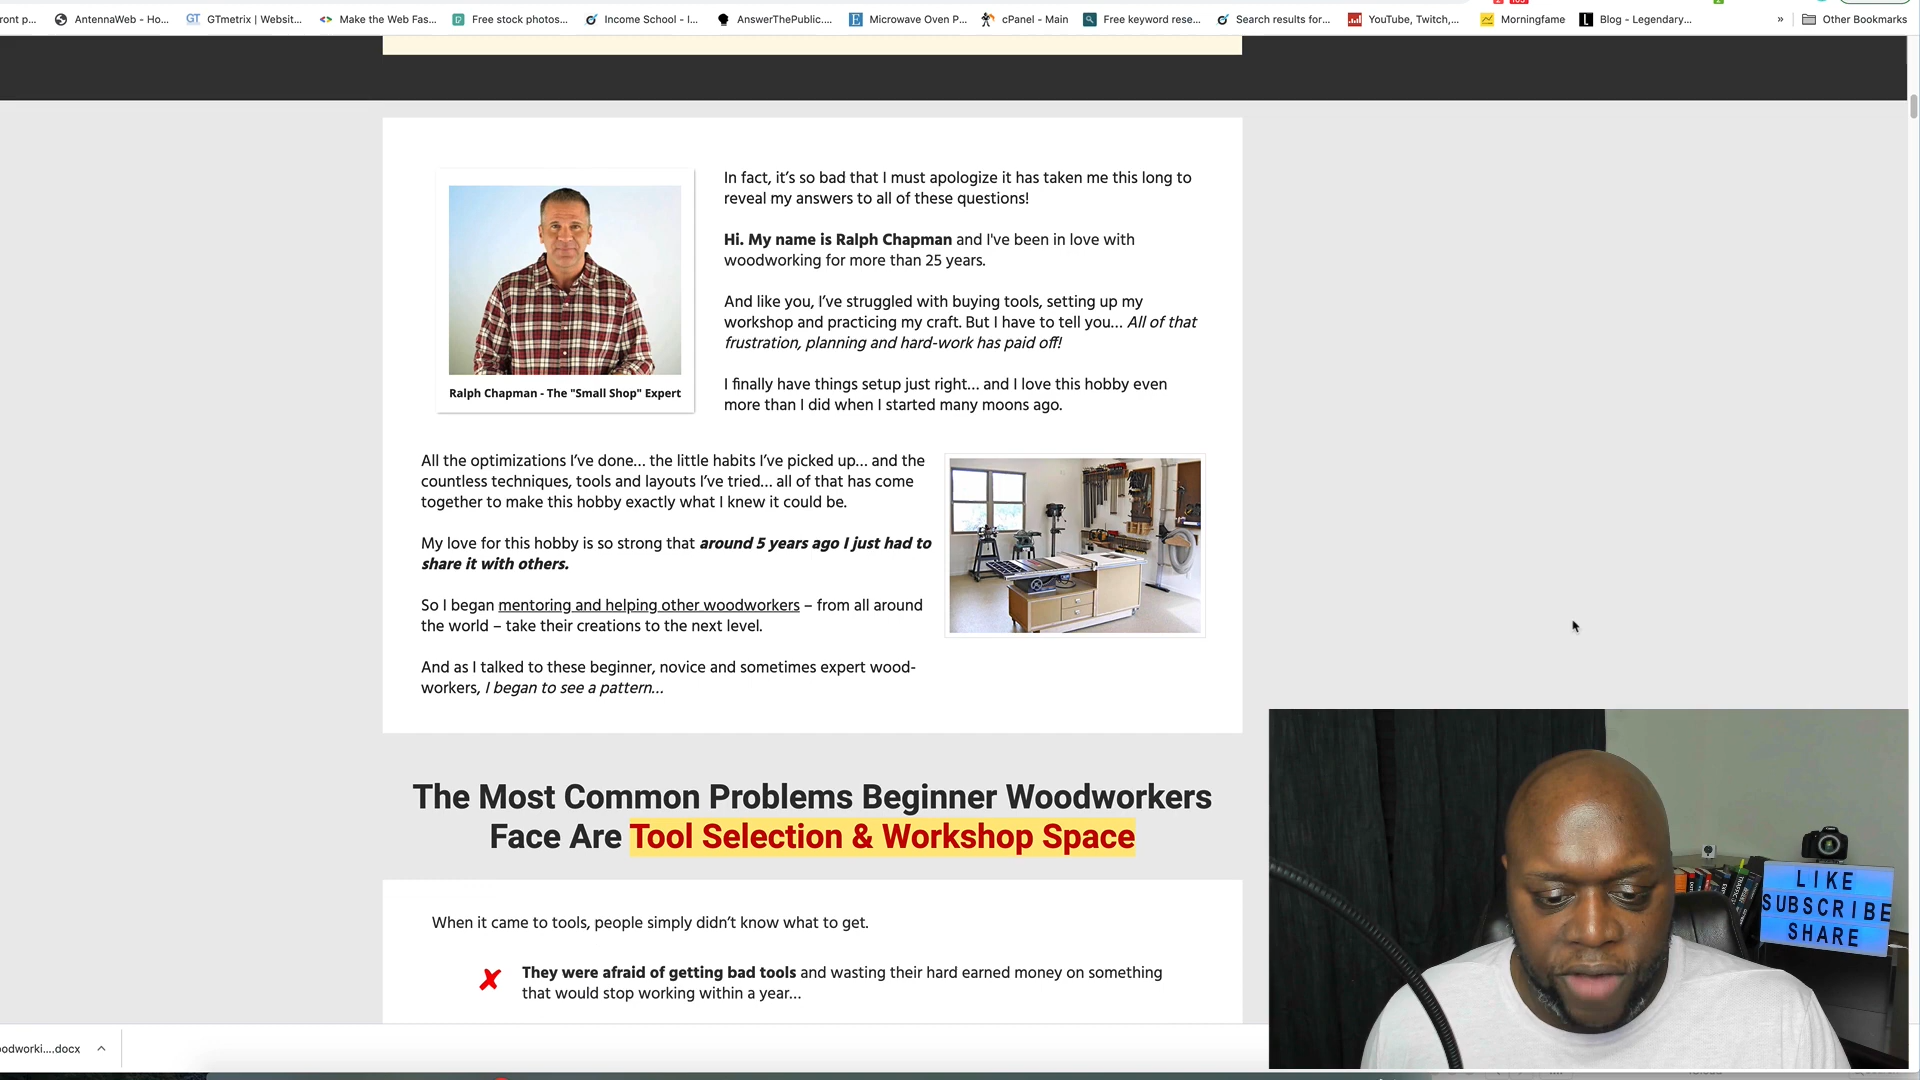 ront p...
AntennaWeb - Ho...
GT
GTmetrix | Websit...
Make the Web Fas...
Free stock photos...
Income School - I...
AnswerThePublic....
Microwave Oven P...
cPanel - Main
Free keyword rese...
Search results for...
YouTube, Twitch,...
Morningfame
L
Blog - Legendary...
»
Other Bookmarks
In fact, it’s so bad that I must apologize it has taken me this long to
reveal my answers to all of these questions!
Hi. My name is Ralph Chapman and I've been in love with
woodworking for more than 25 years.
And like you, I’ve struggled with buying tools, setting up my
workshop and practicing my craft. But I have to tell you… All of that
frustration, planning and hard-work has paid off!
Ralph Chapman - The "Small Shop" Expert
I finally have things setup just right… and I love this hobby even
more than I did when I started many moons ago.
All the optimizations I’ve done… the little habits I’ve picked up… and the
countless techniques, tools and layouts I’ve tried… all of that has come
together to make this hobby exactly what I knew it could be.
My love for this hobby is so strong that around 5 years ago I just had to
share it with others.
So I began mentoring and helping other woodworkers – from all around
the world – take their creations to the next level.
And as I talked to these beginner, novice and sometimes expert wood-
workers, I began to see a pattern…
The Most Common Problems Beginner Woodworkers
Face Are Tool Selection & Workshop Space
When it came to tools, people simply didn’t know what to get.
They were afraid of getting bad tools and wasting their hard earned money on something
that would stop working within a year…
LIKE
SUBSCRIBE
SHARE
oodworki....docx